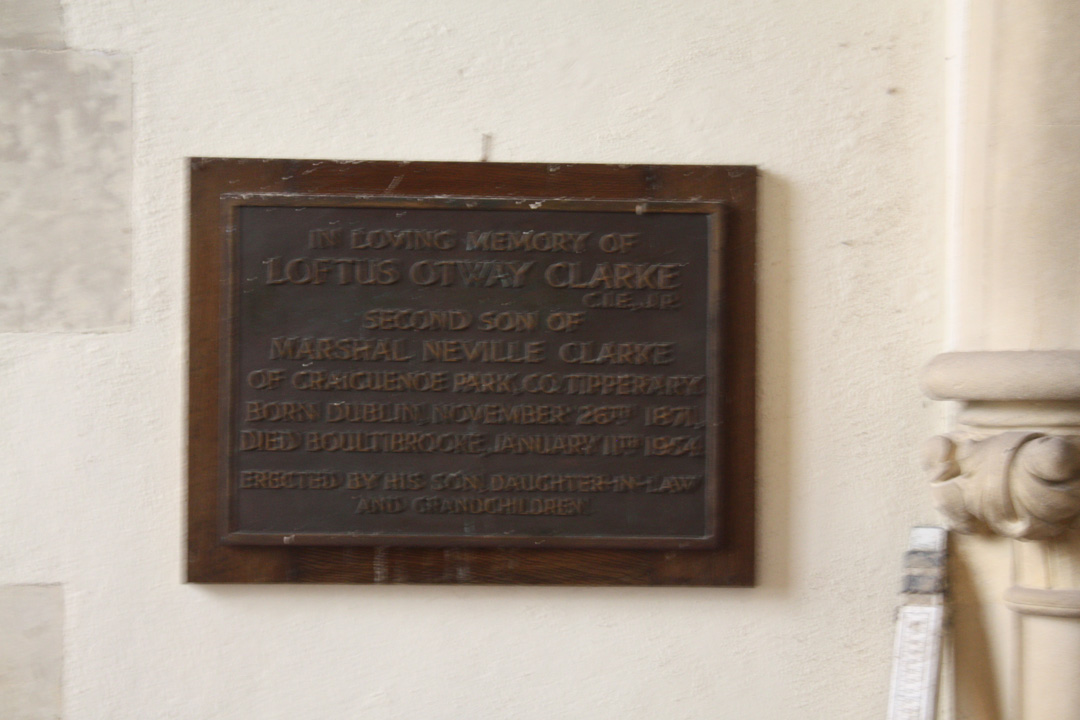 IN LOVING MEMORY OF
LOFTUS OTWAY CLARKE
C.I.E., J.P.
SECOND SON OF
MARSHAL NEVILLE CLARKE
OF GRAIGUENOE PARK, CO. TIPPERARY.
BORN DUBLIN, NOVEMBER 26TH 1871,
DIED BOULTIBROOKE, JANUARY 11TH 1954.
ERECTED BY HIS SON, DAUGHTER-IN-LAW
AND GRANDCHILDREN